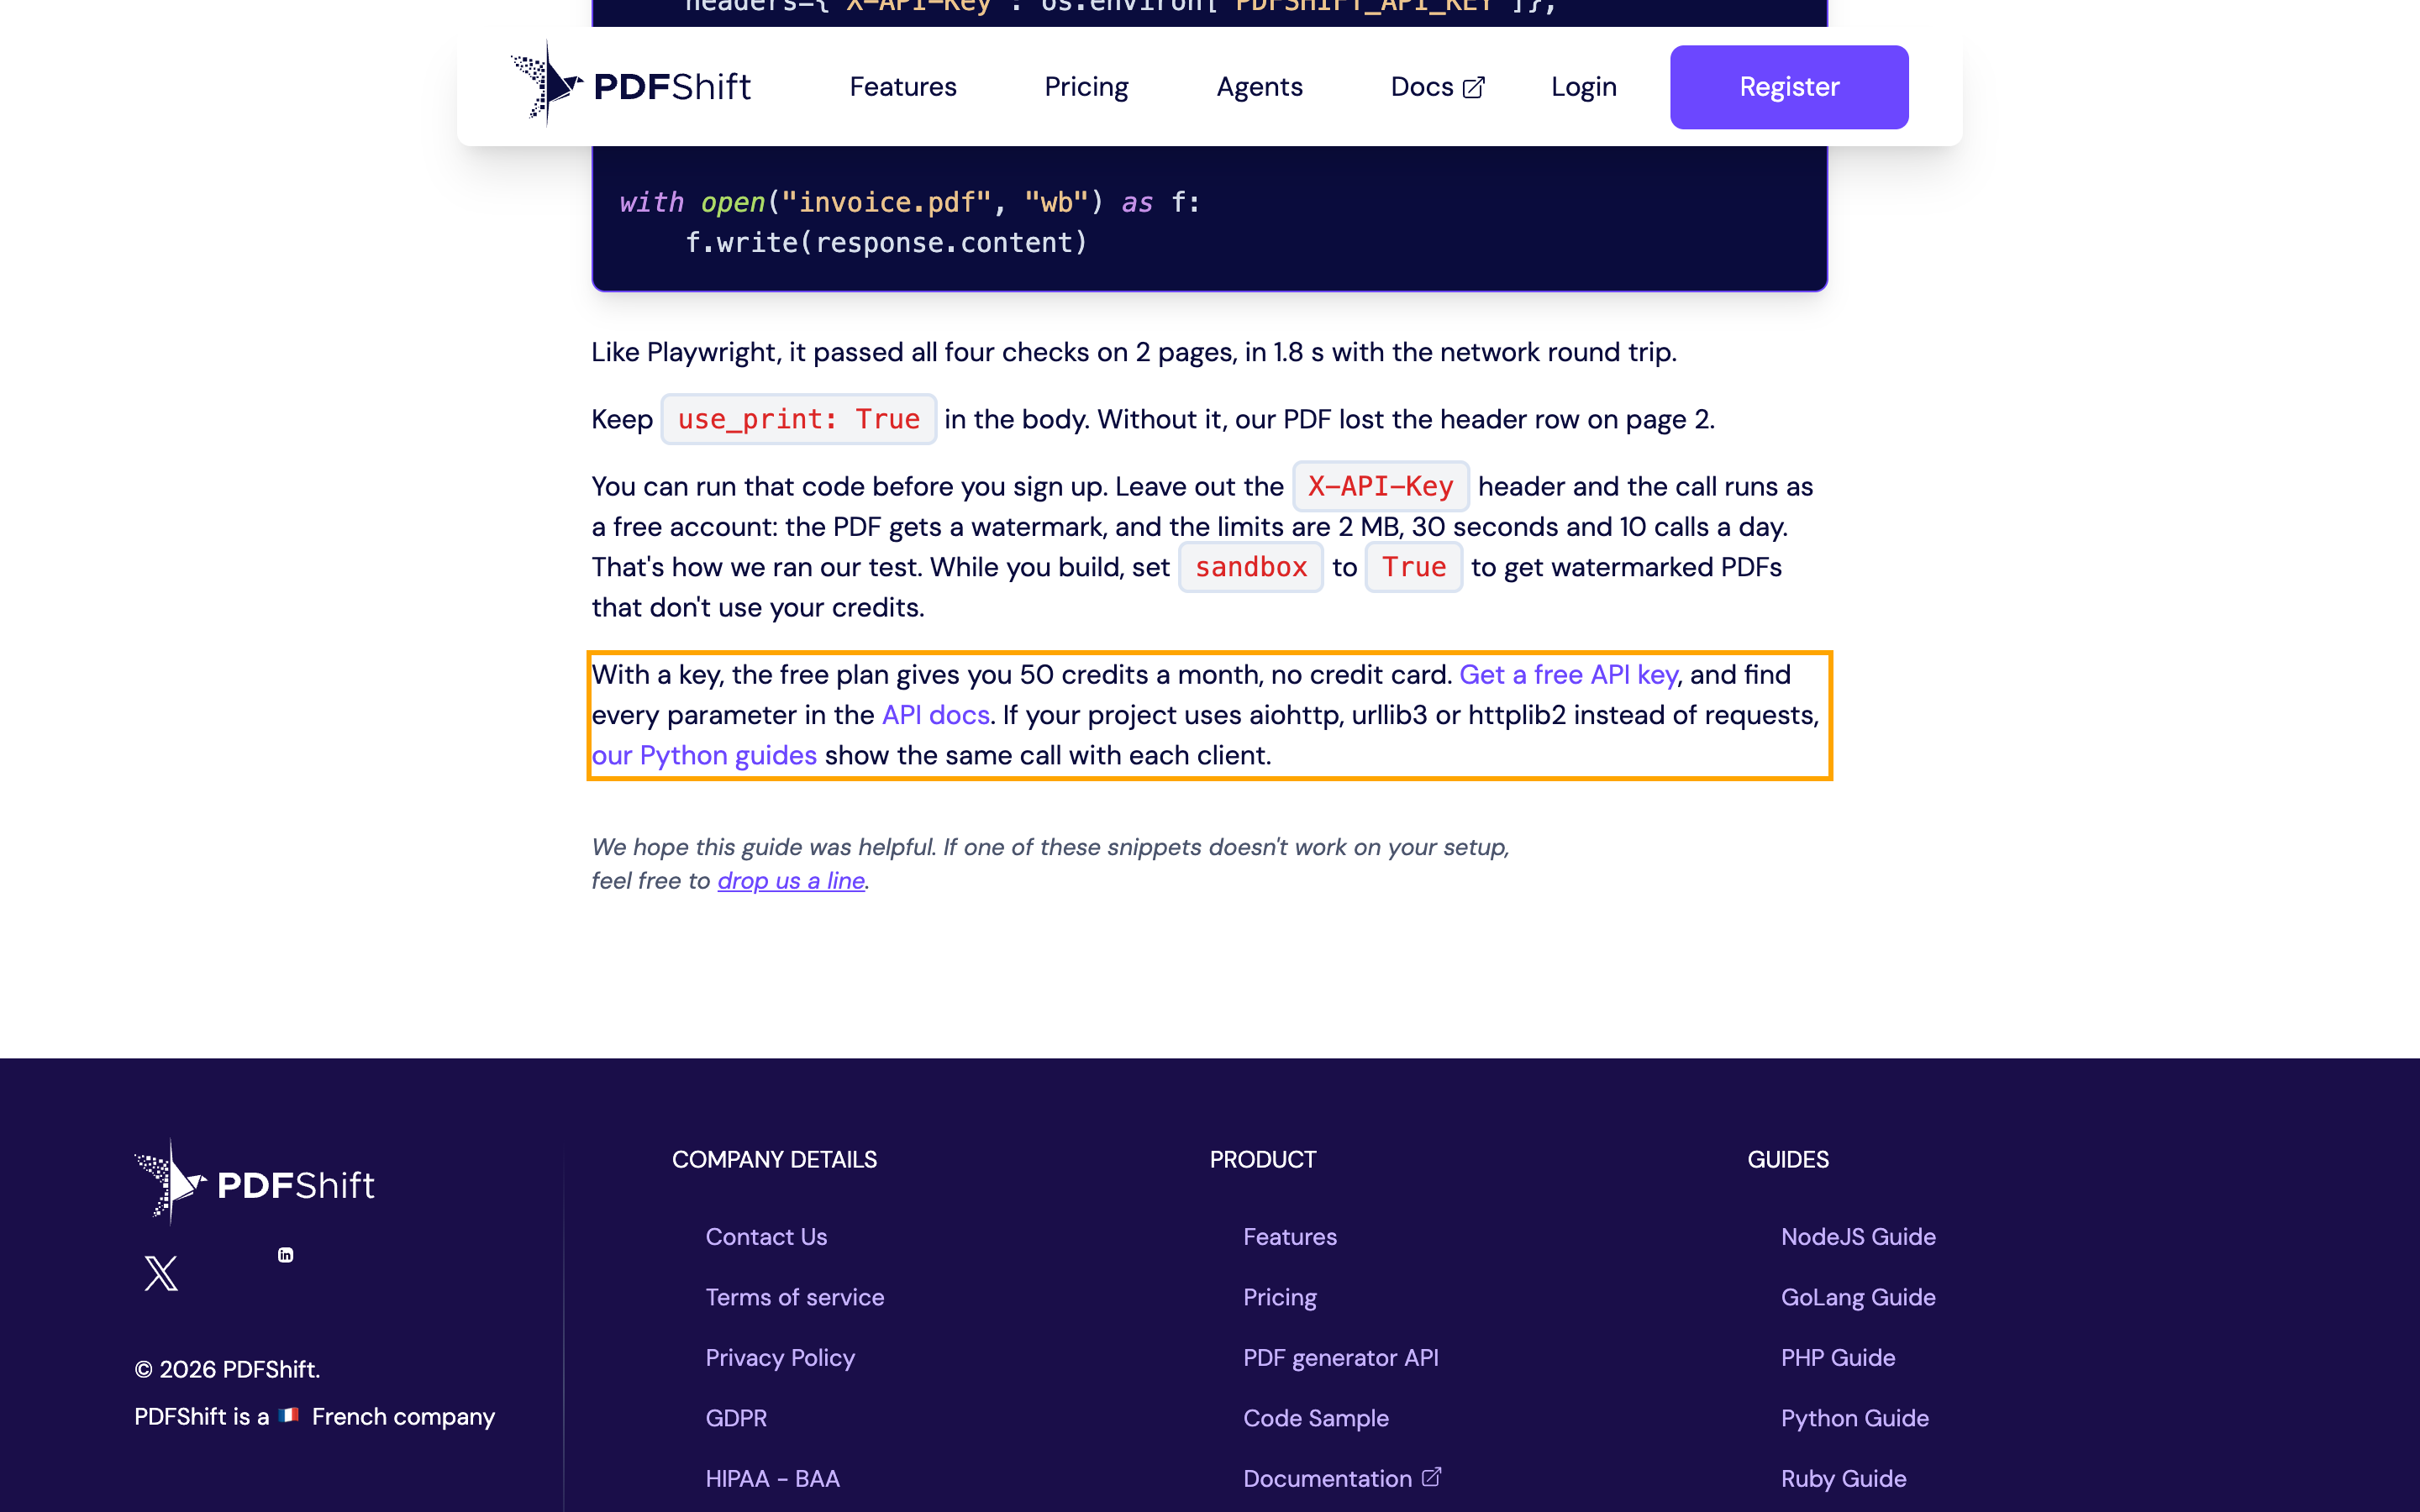 headers={"X-API-Key": os.environ["PDFSHIFT_API_KEY"]},
PDFShift
Features
Pricing
Agents
Docs
Login
Register
with open("invoice.pdf", "wb") as f:
f.write(response.content)
Like Playwright, it passed all four checks on 2 pages, in 1.8 s with the network round trip.
Keep use_print: True in the body. Without it, our PDF lost the header row on page 2.
You can run that code before you sign up. Leave out the X-API-Key header and the call runs as
a free account: the PDF gets a watermark, and the limits are 2 MB, 30 seconds and 10 calls a day.
That's how we ran our test. While you build, set sandbox to True to get watermarked PDFs
that don't use your credits.
With a key, the free plan gives you 50 credits a month, no credit card. Get a free API key, and find
every parameter in the API docs. If your project uses aiohttp, urllib3 or httplib2 instead of requests,
our Python guides show the same call with each client.
We hope this guide was helpful. If one of these snippets doesn't work on your setup,
feel free to drop us a line.
PDFShift
© 2026 PDFShift.
PDFShift is a French company
COMPANY DETAILS
Contact Us
Terms of service
Privacy Policy
GDPR
HIPAA - BAA
PRODUCT
Features
Pricing
PDF generator API
Code Sample
Documentation
GUIDES
NodeJS Guide
GoLang Guide
PHP Guide
Python Guide
Ruby Guide